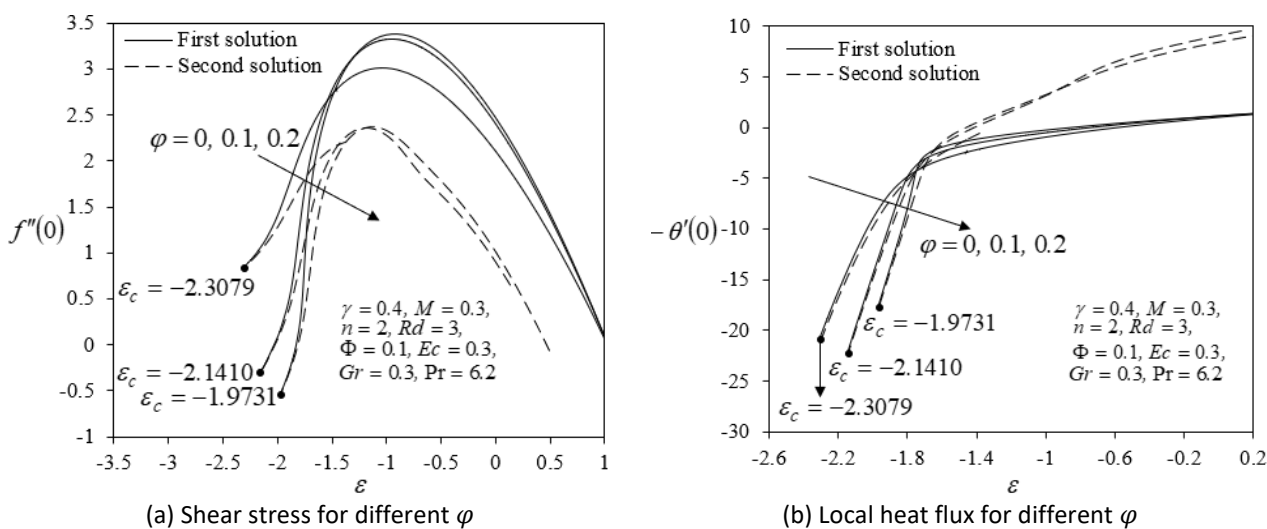 3.5
3
2.5
2
1.5
1
0.5
0
-0.5
-1
f''(0)
First solution
Second solution
φ = 0, 0.1, 0.2
ε_c = −2.3079
ε_c = −2.1410
ε_c = −1.9731
γ = 0.4, M = 0.3,
n = 2, Rd = 3,
Φ = 0.1, Ec = 0.3,
Gr = 0.3, Pr = 6.2
-3.5 -3 -2.5 -2 -1.5 -1 -0.5 0 0.5 1
ε
(a) Shear stress for different φ
10
5
0
-5
-10
-15
-20
-25
-30
−θ'(0)
First solution
Second solution
φ = 0, 0.1, 0.2
ε_c = −1.9731
ε_c = −2.1410
ε_c = −2.3079
γ = 0.4, M = 0.3,
n = 2, Rd = 3,
Φ = 0.1, Ec = 0.3,
Gr = 0.3, Pr = 6.2
-2.6 -2.2 -1.8 -1.4 -1 -0.6 -0.2 0.2
ε
(b) Local heat flux for different φ